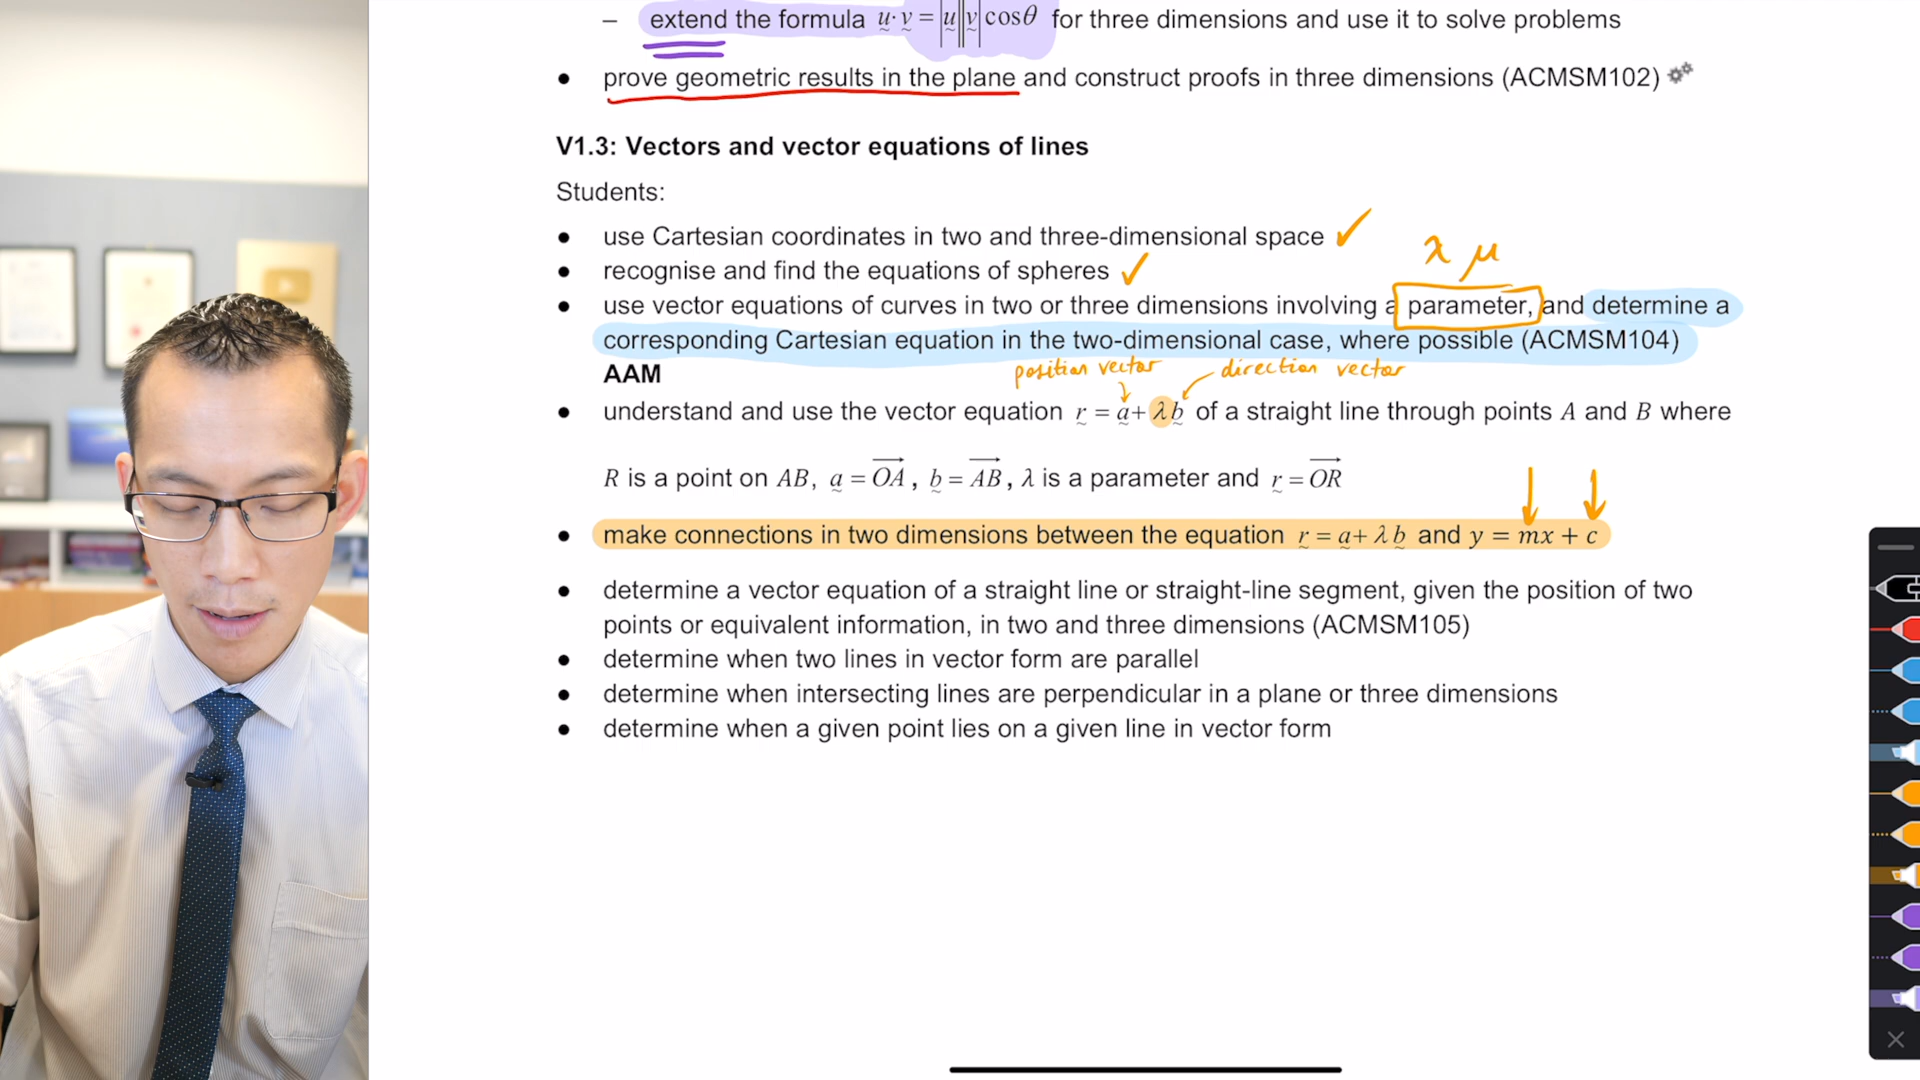 – extend the formula u·v = |u||v|cosθ for three dimensions and use it to solve problems
• prove geometric results in the plane and construct proofs in three dimensions (ACMSM102)
V1.3: Vectors and vector equations of lines
Students:
• use Cartesian coordinates in two and three-dimensional space ✓
λ μ
• recognise and find the equations of spheres ✓
• use vector equations of curves in two or three dimensions involving a parameter, and determine a
corresponding Cartesian equation in the two-dimensional case, where possible (ACMSM104)
AAM
position vector direction vector
• understand and use the vector equation r = a + λb of a straight line through points A and B where
R is a point on AB, a = OA, b = AB, λ is a parameter and r = OR
• make connections in two dimensions between the equation r = a + λb and y = mx + c
• determine a vector equation of a straight line or straight-line segment, given the position of two
points or equivalent information, in two and three dimensions (ACMSM105)
• determine when two lines in vector form are parallel
• determine when intersecting lines are perpendicular in a plane or three dimensions
• determine when a given point lies on a given line in vector form